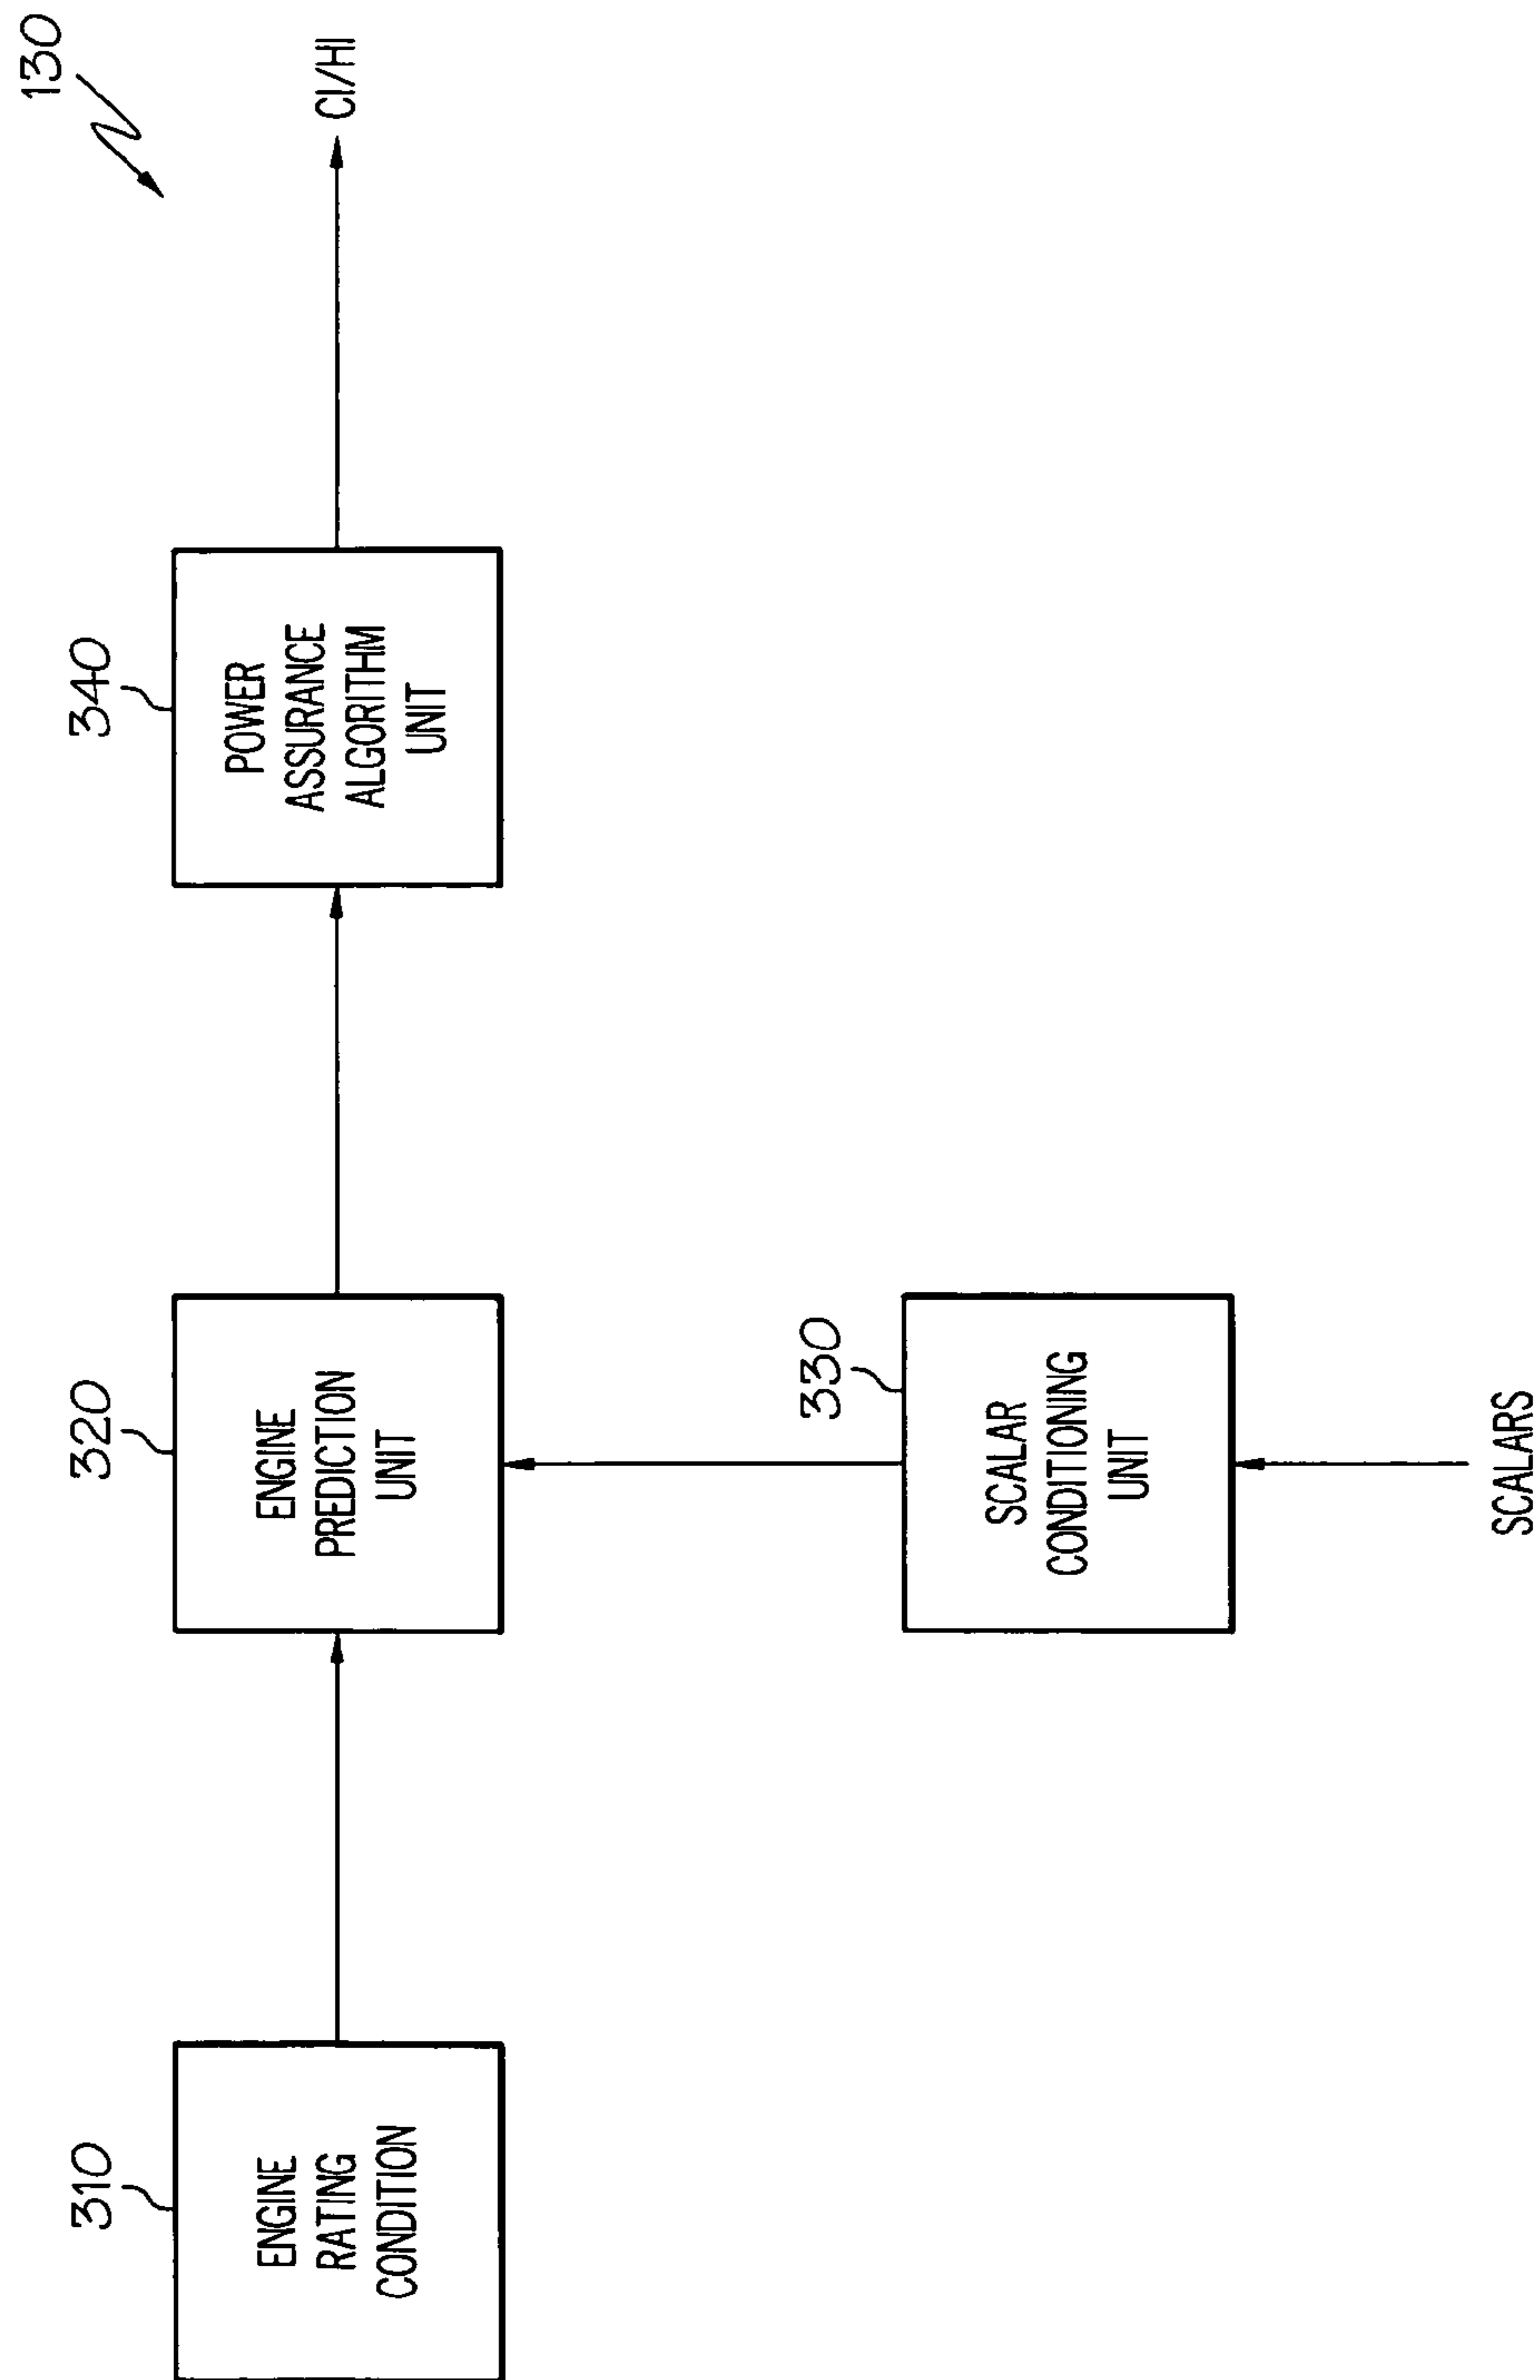 130
310
ENGINE
RATING
CONDITION
320
ENGINE
PREDICTION
UNIT
340
POWER
ASSURANCE
ALGORITHM
UNIT
CI/HI
330
SCALAR
CONDITIONING
UNIT
SCALARS